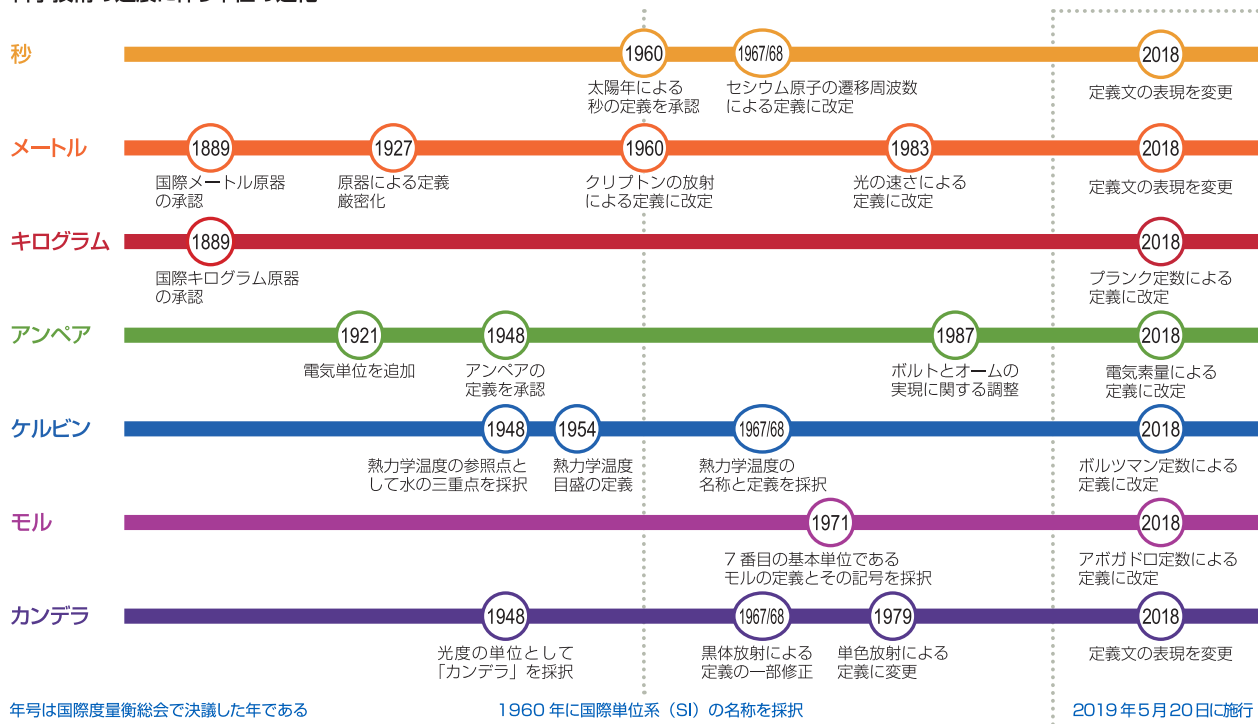 秒
1960
1967/68
2018
太陽年による
秒の定義を承認
セシウム原子の遷移周波数
による定義に改定
定義文の表現を変更
メートル
1889
1927
1960
1983
2018
国際メートル原器
の承認
原器による定義
厳密化
クリプトンの放射
による定義に改定
光の速さによる
定義に改定
定義文の表現を変更
キログラム
1889
2018
国際キログラム原器
の承認
プランク定数による
定義に改定
アンペア
1921
1948
1987
2018
電気単位を追加
アンペアの
定義を承認
ボルトとオームの
実現に関する調整
電気素量による
定義に改定
ケルビン
1948
1954
1967/68
2018
熱力学温度の参照点と
して水の三重点を採択
熱力学温度
目盛の定義
熱力学温度の
名称と定義を採択
ボルツマン定数による
定義に改定
モル
1971
2018
7 番目の基本単位である
モルの定義とその記号を採択
アボガドロ定数による
定義に改定
カンデラ
1948
1967/68
1979
2018
光度の単位として
「カンデラ」を採択
黒体放射による
定義の一部修正
単色放射による
定義に変更
定義文の表現を変更
年号は国際度量衡総会で決議した年である
1960 年に国際単位系（SI）の名称を採択
2019年5月20日に施行